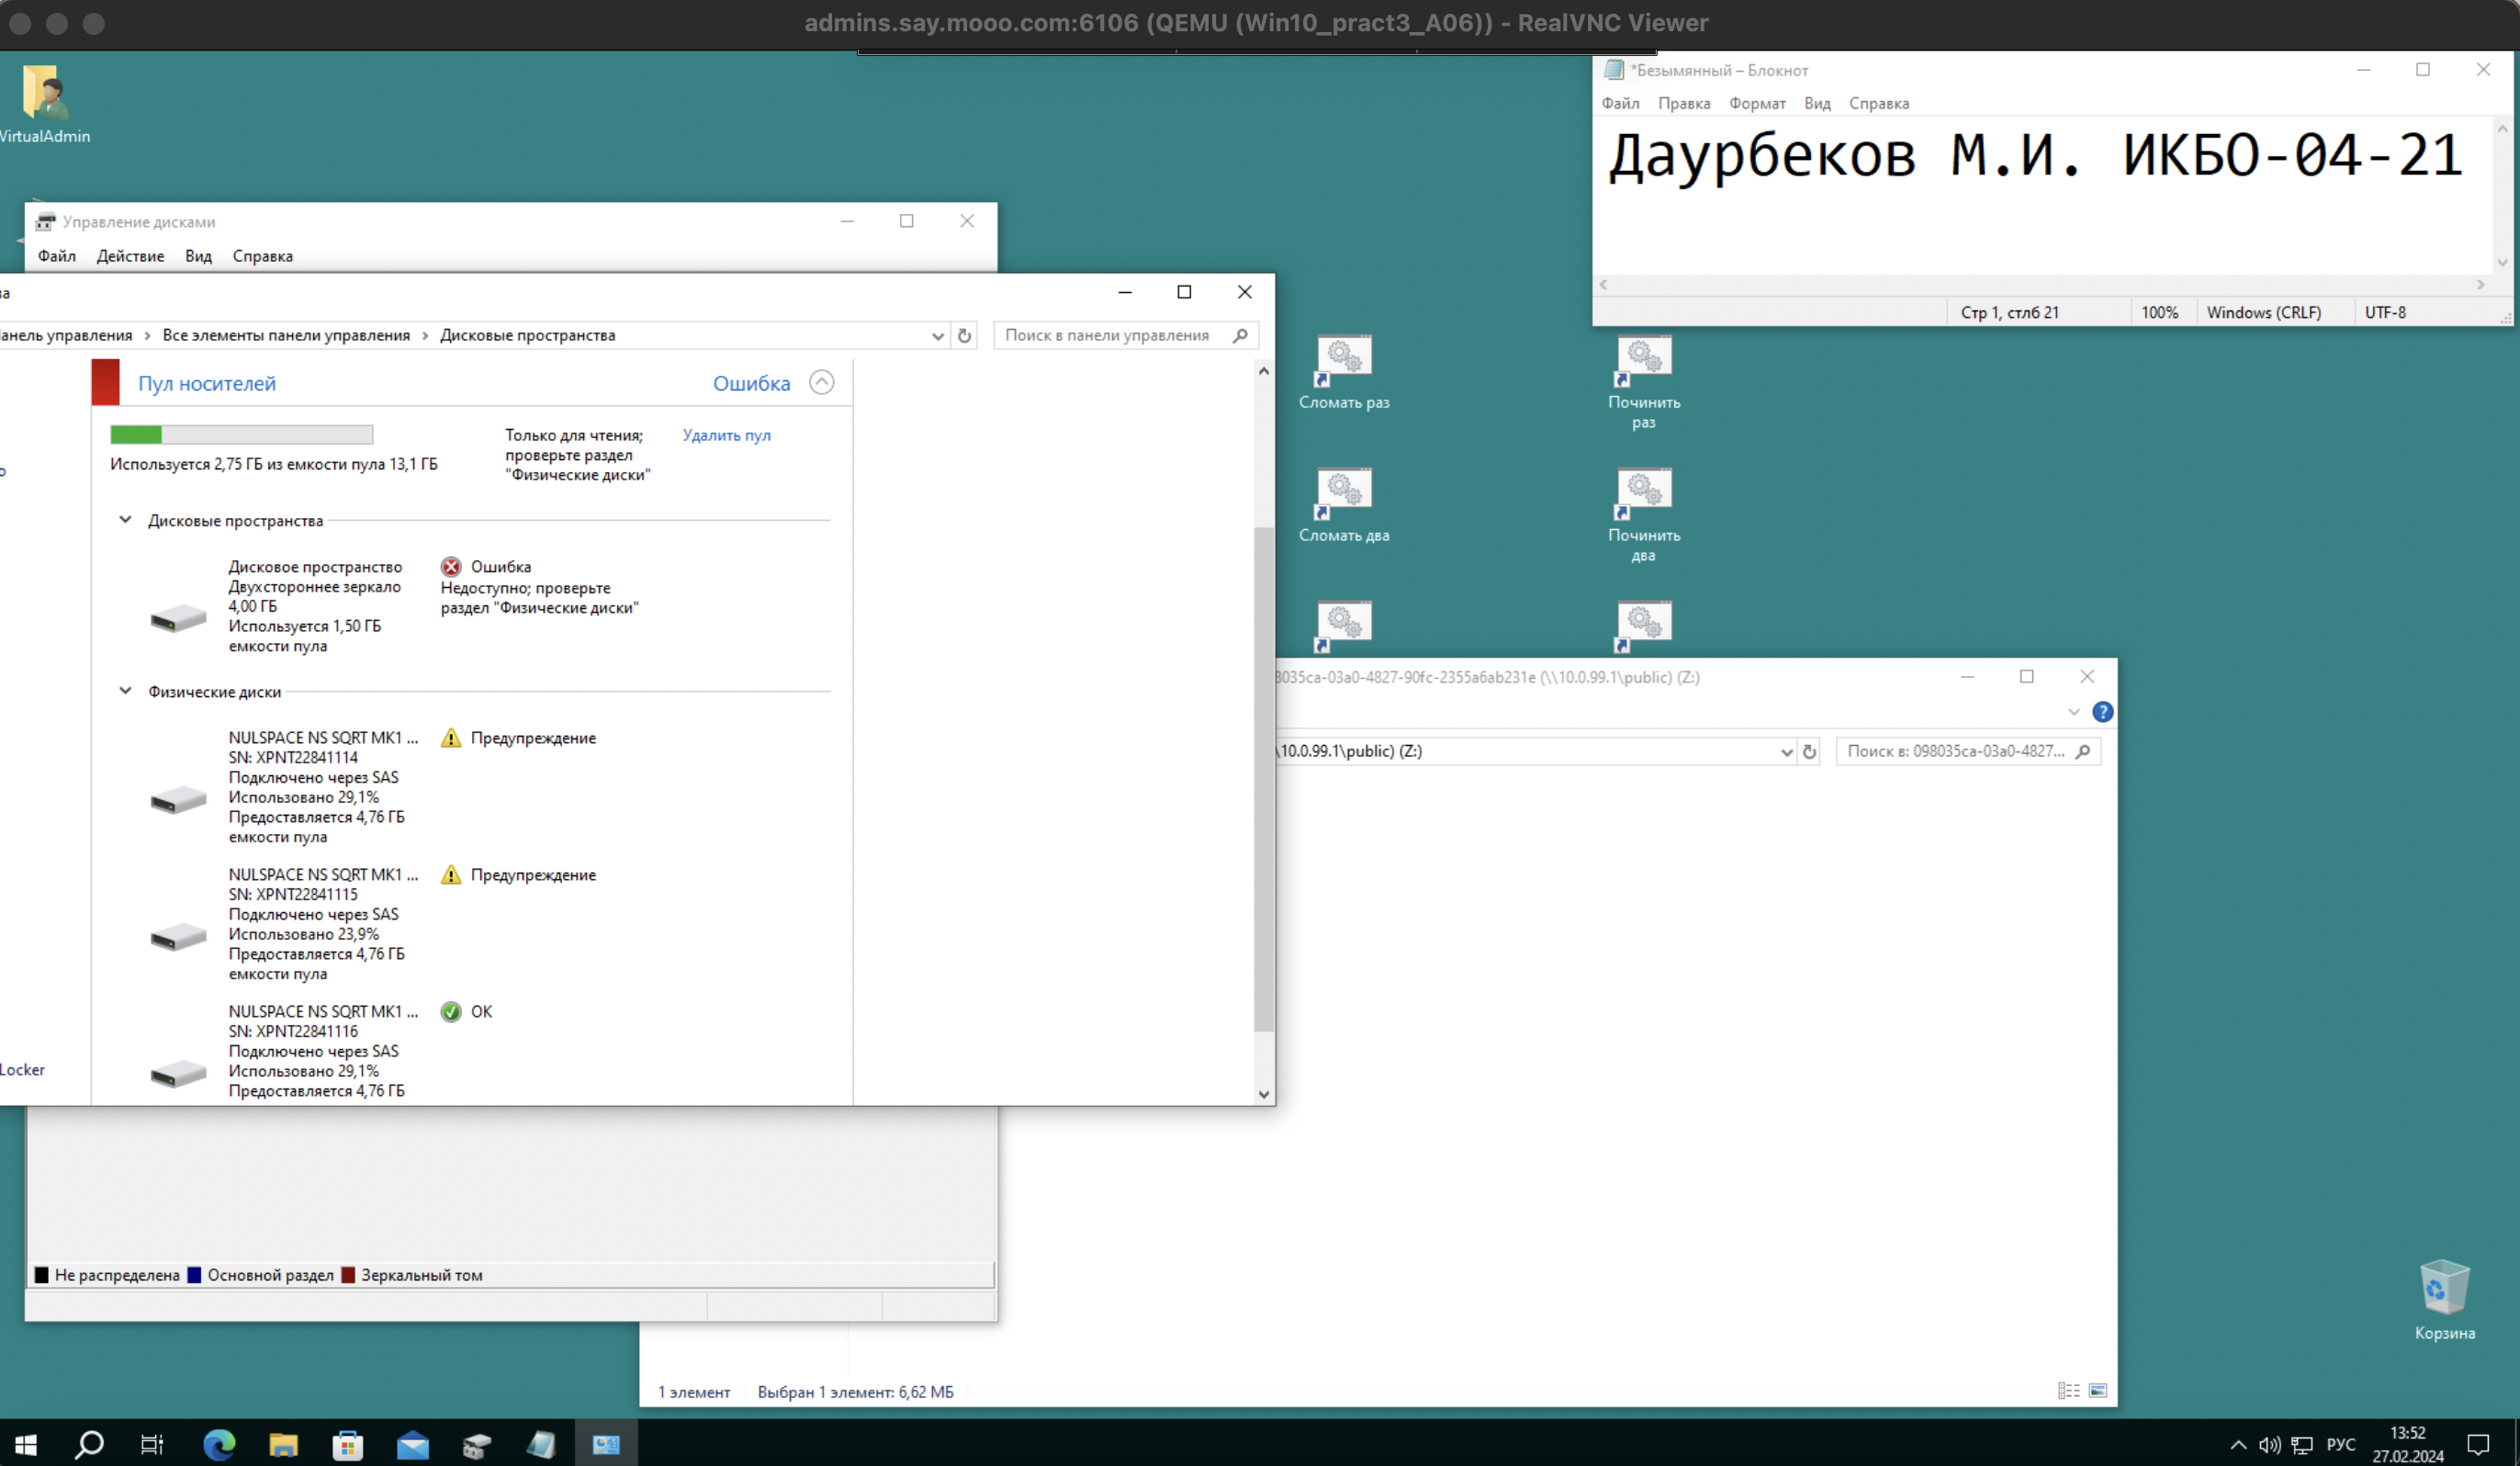 admins.say.mooo.com:6106 (QEMU (Win10_pract3_A06)) - RealVNC Viewer
VirtualAdmin
*Безымянный – Блокнот
Файл Правка Формат Вид Справка
Даурбеков М.И. ИКБО-04-21
Стр 1, стлб 21 100% Windows (CRLF) UTF-8
Управление дисками
Файл Действие Вид Справка
ва
Панель управления > Все элементы панели управления > Дисковые пространства
Поиск в панели управления
Пул носителей Ошибка
Используется 2,75 ГБ из емкости пула 13,1 ГБ
Только для чтения;
проверьте раздел
"Физические диски"
Удалить пул
Дисковые пространства
Дисковое пространство
Двухстороннее зеркало
4,00 ГБ
Используется 1,50 ГБ
емкости пула
Ошибка
Недоступно; проверьте
раздел "Физические диски"
Физические диски
NULSPACE NS SQRT MK1 ...
SN: XPNT22841114
Подключено через SAS
Использовано 29,1%
Предоставляется 4,76 ГБ
емкости пула
Предупреждение
NULSPACE NS SQRT MK1 ...
SN: XPNT22841115
Подключено через SAS
Использовано 23,9%
Предоставляется 4,76 ГБ
емкости пула
Предупреждение
NULSPACE NS SQRT MK1 ...
SN: XPNT22841116
Подключено через SAS
Использовано 29,1%
Предоставляется 4,76 ГБ
OK
Locker
Сломать раз
Починить
раз
Сломать два
Починить
два
8035ca-03a0-4827-90fc-2355a6ab231e (\\10.0.99.1\public) (Z:)
\10.0.99.1\public) (Z:)
Поиск в: 098035ca-03a0-4827...
Не распределена Основной раздел Зеркальный том
1 элемент Выбран 1 элемент: 6,62 МБ
Корзина
РУС
13:52
27.02.2024